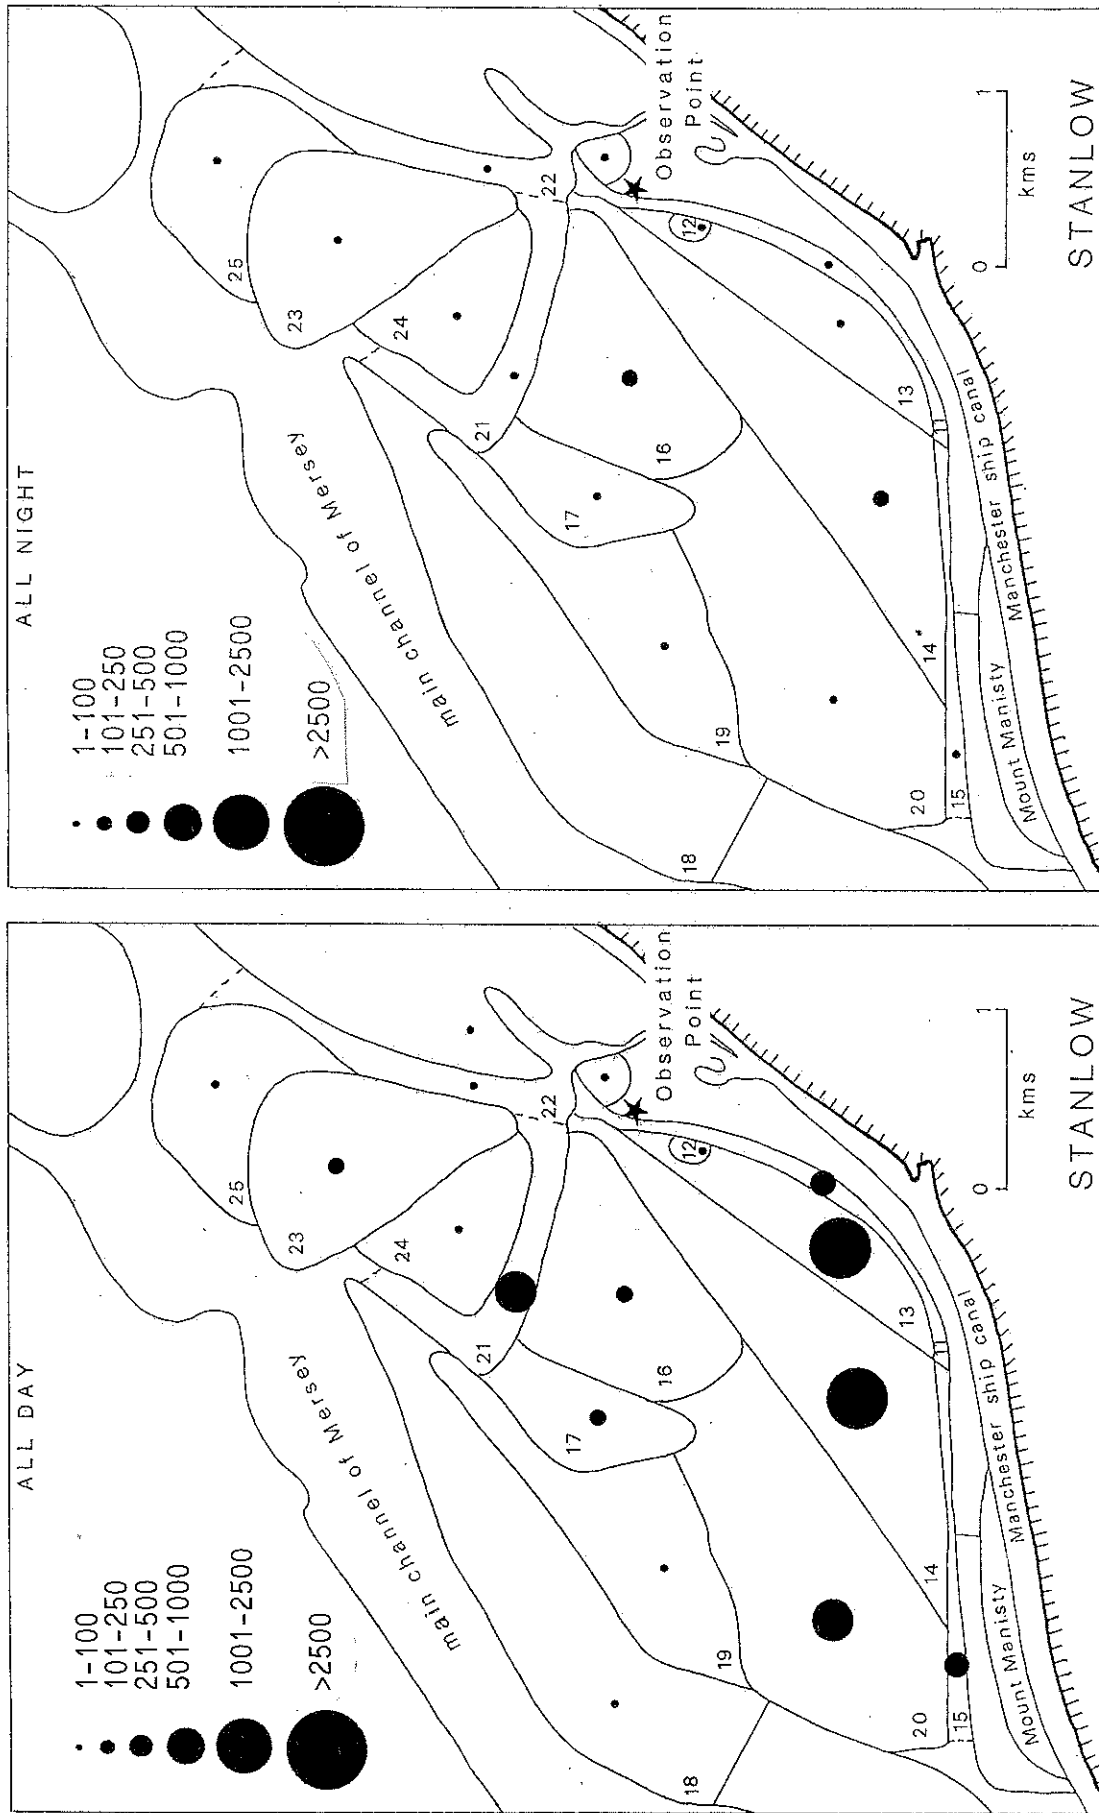 ALL DAY
1-100
101-250
251-500
501-1000
1001-2500
>2500
main channel of Mersey
25
23
24
22
21
17
16
12
13
11
14
18
19
20
15
Observation
Point
Mount Manisty
Manchester ship canal
0
1
kms
STANLOW
ALL NIGHT
1-100
101-250
251-500
501-1000
1001-2500
>2500
main channel of Mersey
25
23
24
22
21
17
16
12
13
11
14
18
19
20
15
Observation
Point
Mount Manisty
Manchester ship canal
0
1
kms
STANLOW